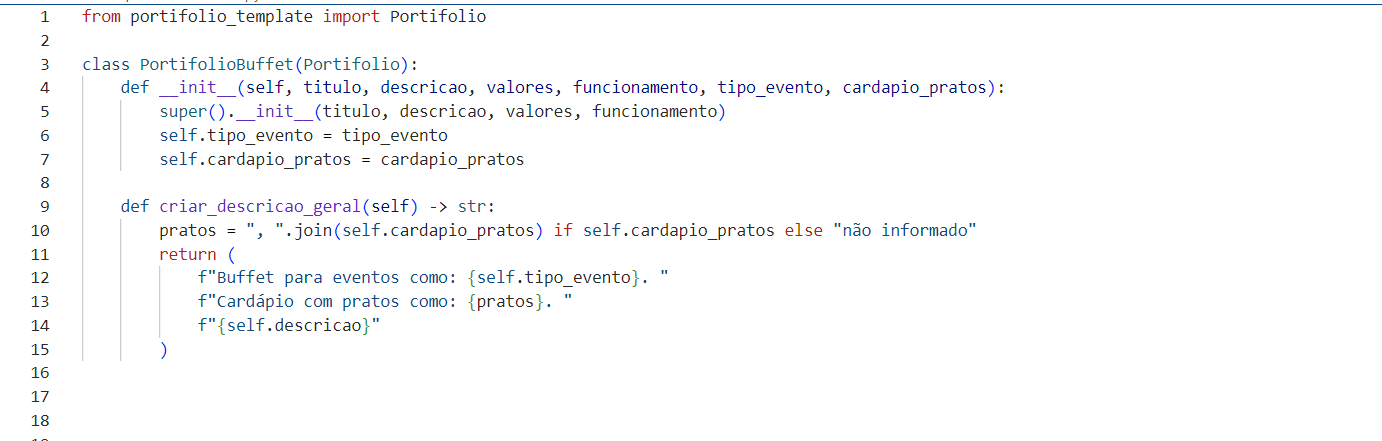 1 from portifolio_template import Portifolio
2
3 class PortifolioBuffet(Portifolio):
4     def __init__(self, titulo, descricao, valores, funcionamento, tipo_evento, cardapio_pratos):
5         super().__init__(titulo, descricao, valores, funcionamento)
6         self.tipo_evento = tipo_evento
7         self.cardapio_pratos = cardapio_pratos
8
9     def criar_descricao_geral(self) -> str:
10         pratos = ", ".join(self.cardapio_pratos) if self.cardapio_pratos else "não informado"
11         return (
12             f"Buffet para eventos como: {self.tipo_evento}. "
13             f"Cardápio com pratos como: {pratos}. "
14             f"{self.descricao}"
15         )
16
17
18